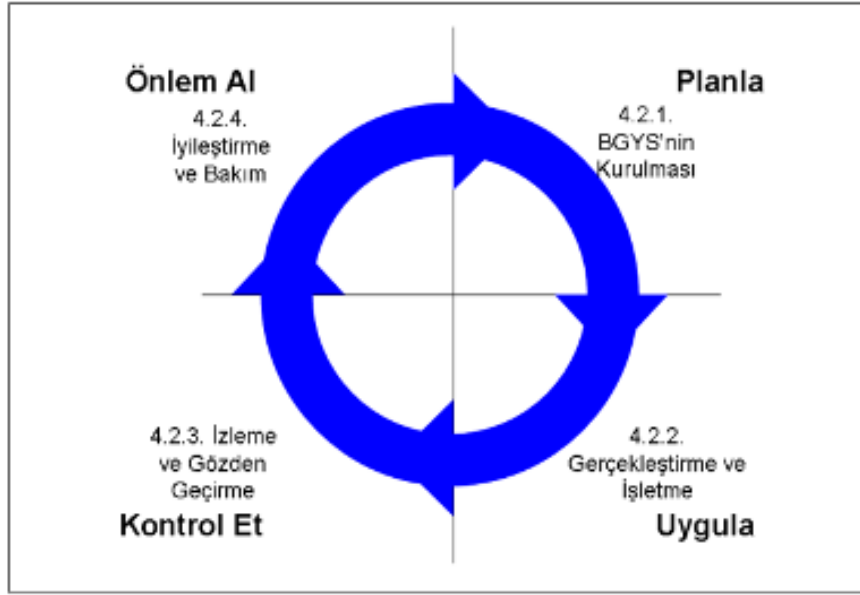 Önlem Al
4.2.4.
İyileştirme
ve Bakım
Planla
4.2.1.
BGYS'nin
Kurulması
4.2.3. İzleme
ve Gözden
Geçirme
Kontrol Et
4.2.2.
Gerçekleştirme ve
İşletme
Uygula